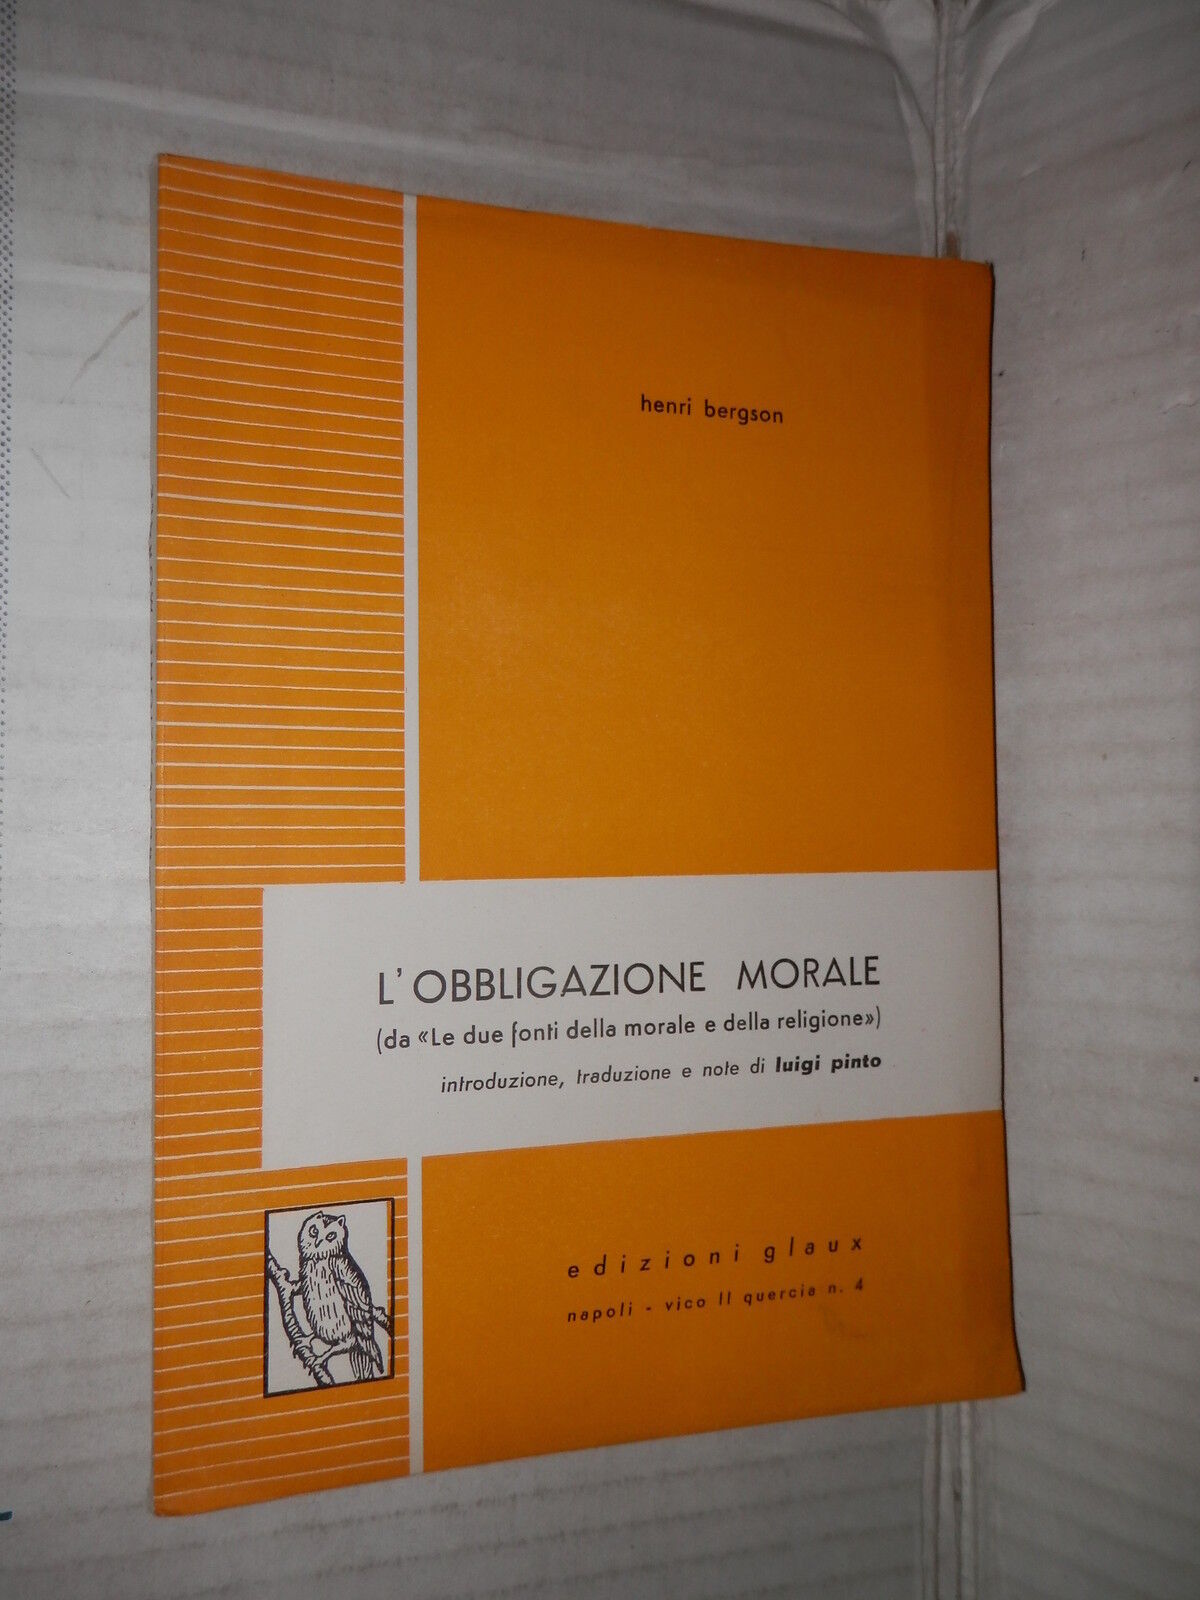 henri bergson
L'OBBLIGAZIONE MORALE
(da «Le due fonti della morale e della religione»)
introduzione, traduzione e note di luigi pinto
edizioni glaux
napoli - vico II quercia n. 4